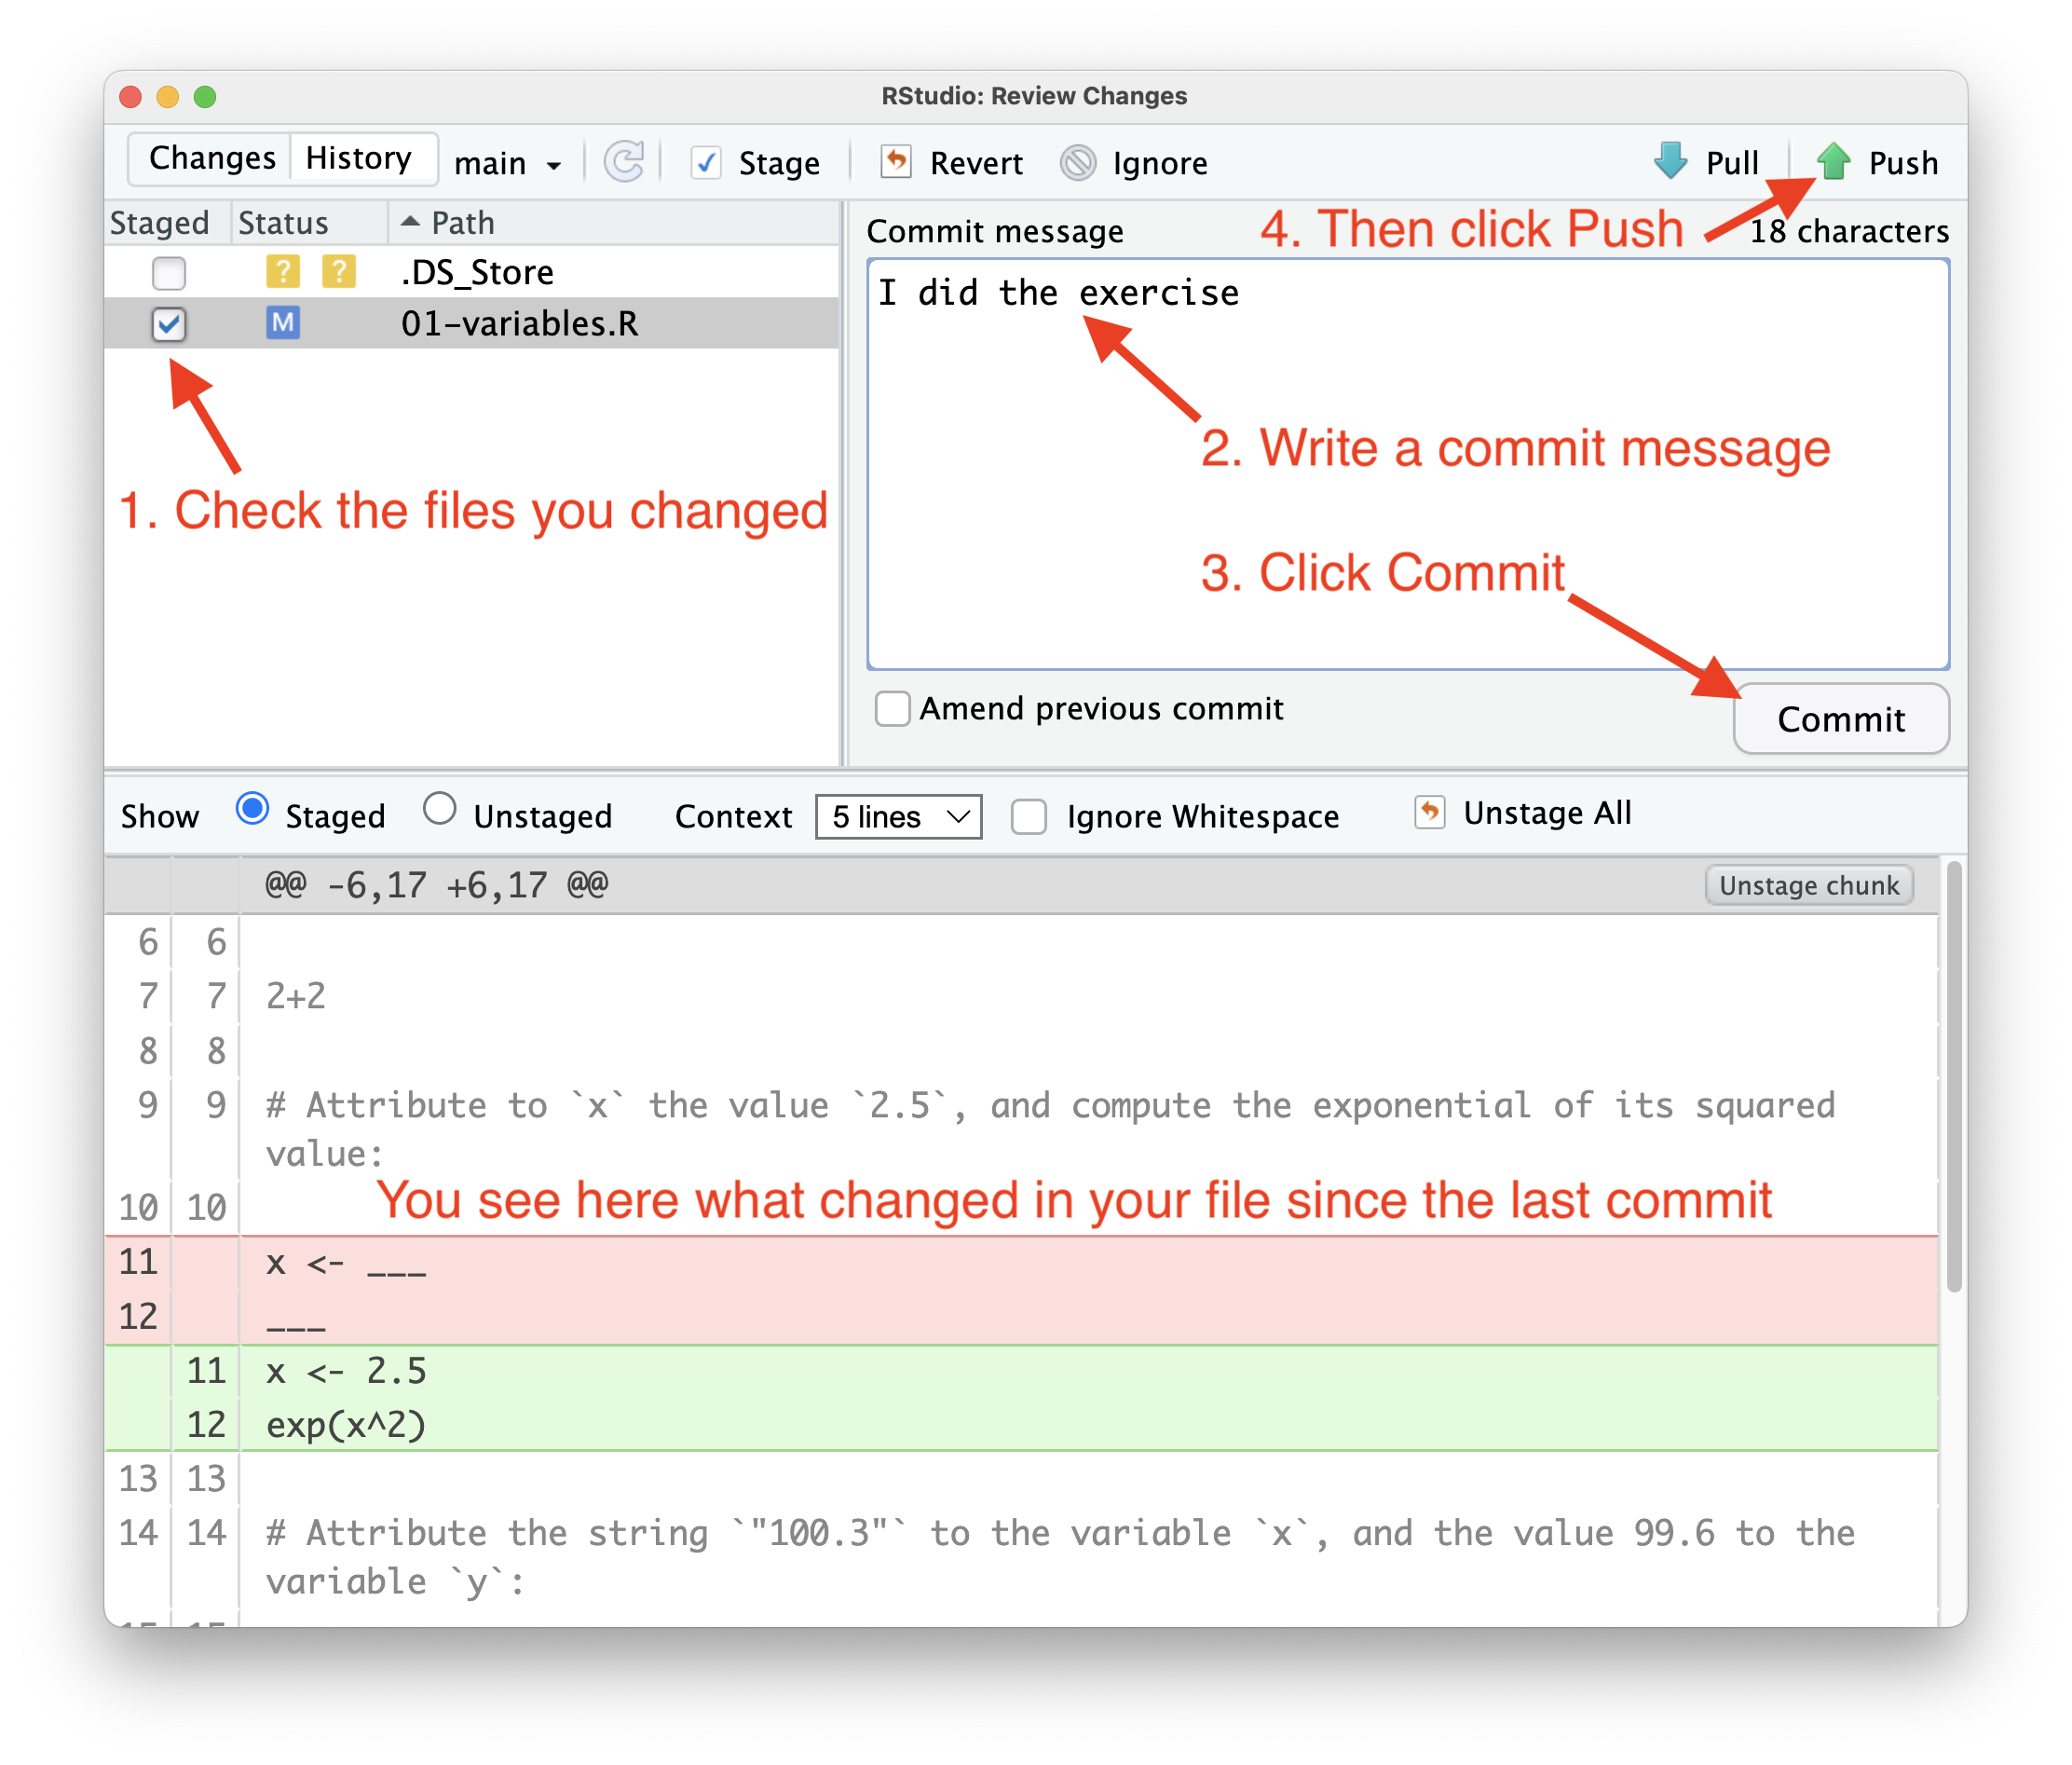 RStudio: Review Changes
Changes History main Stage Revert Ignore Pull Push
Staged Status Path
? ? .DS_Store
M 01-variables.R
1. Check the files you changed
4. Then click Push
Commit message 18 characters
I did the exercise
2. Write a commit message
3. Click Commit
Amend previous commit Commit
Show Staged Unstaged Context 5 lines Ignore Whitespace Unstage All
@@ -6,17 +6,17 @@ Unstage chunk
6 6
7 7 2+2
8 8
9 9 # Attribute to `x` the value `2.5`, and compute the exponential of its squared
value:
10 10
You see here what changed in your file since the last commit
11 x <- ___
12 ___
11 x <- 2.5
12 exp(x^2)
13 13
14 14 # Attribute the string `"100.3"` to the variable `x`, and the value 99.6 to the
variable `y`:
15 15